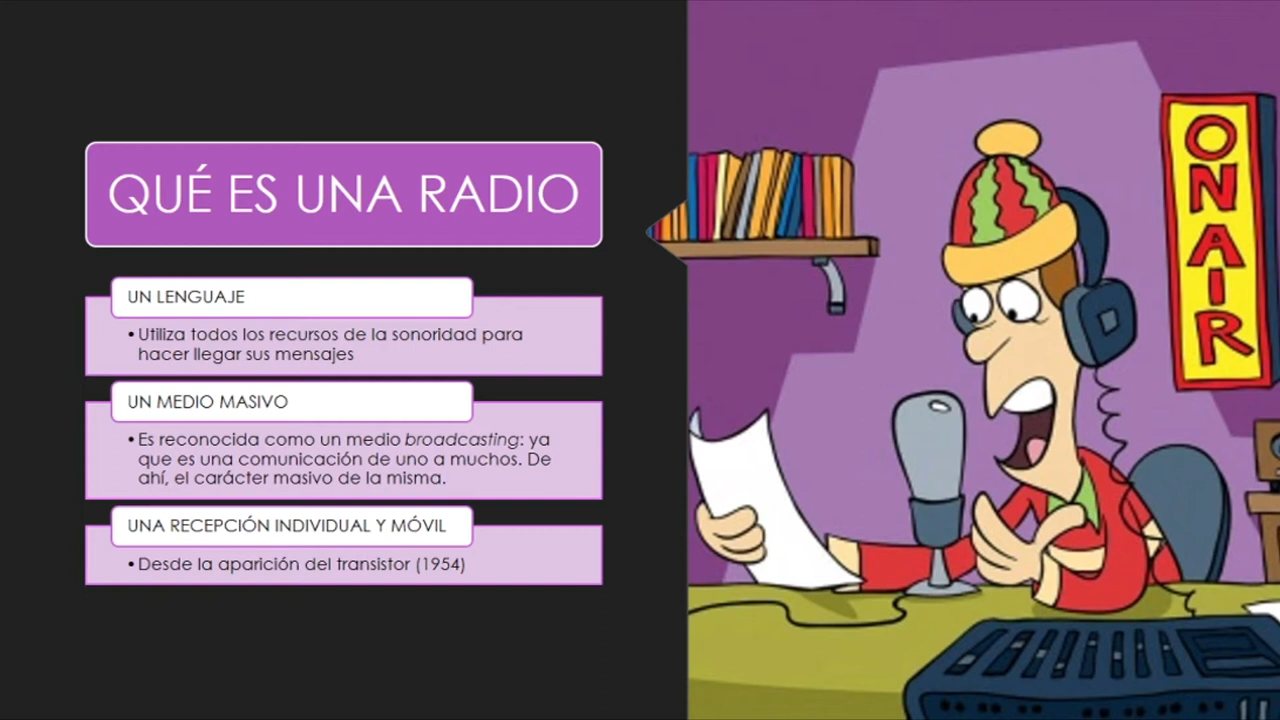 QUÉ ES UNA RADIO
UN LENGUAJE
•Utiliza todos los recursos de la sonoridad para
hacer llegar sus mensajes
UN MEDIO MASIVO
•Es reconocida como un medio broadcasting: ya
que es una comunicación de uno a muchos. De
ahí, el carácter masivo de la misma.
UNA RECEPCIÓN INDIVIDUAL Y MÓVIL
•Desde la aparición del transistor (1954)
ON AIR